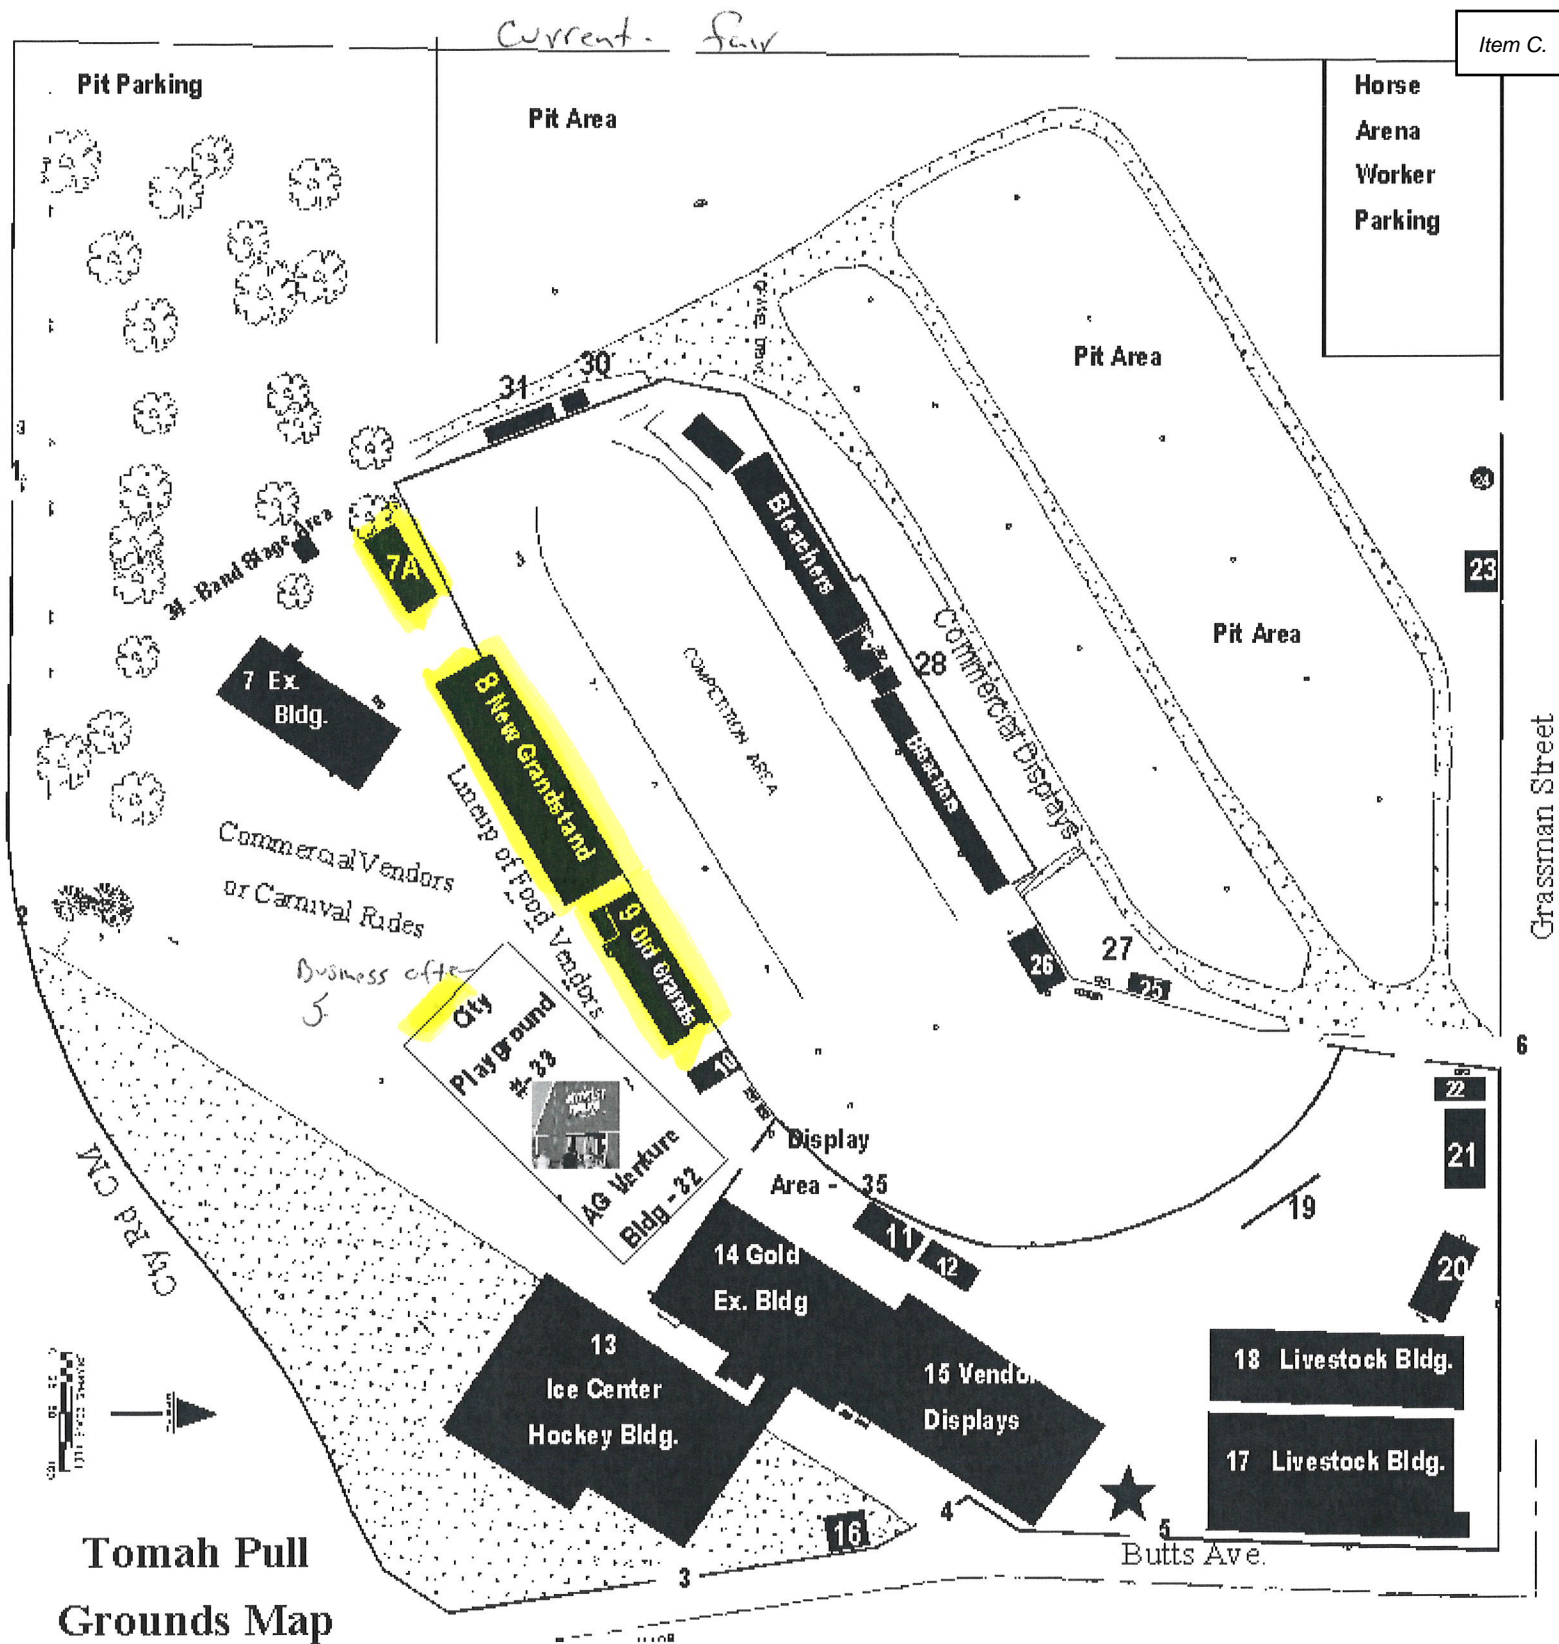 Current - fair
Item C.
Pit Parking
Pit Area
Horse
Arena
Worker
Parking
Pit Area
30
31
1
24
Band Stage Area
7A
Bleachers
23
Pit Area
7 Ex.
Bldg.
8 New Grandstand
COMPETITION AREA
28
Commercial Displays
Bleachers
Grassman Street
Lineup of Food Vendors
Commercial Vendors
or Carnival Rides
2
9 Old Grands
26
27
25
Business after
5
City
Playground
#-33
10
6
22
AG Venture
Bldg - 32
Display
Area - 35
21
19
Cty Rd CM
11
12
20
14 Gold
Ex. Bldg
13
Ice Center
Hockey Bldg.
15 Vendor
Displays
18 Livestock Bldg.
17 Livestock Bldg.
16
4
5
Butts Ave.
3
Tomah Pull
Grounds Map